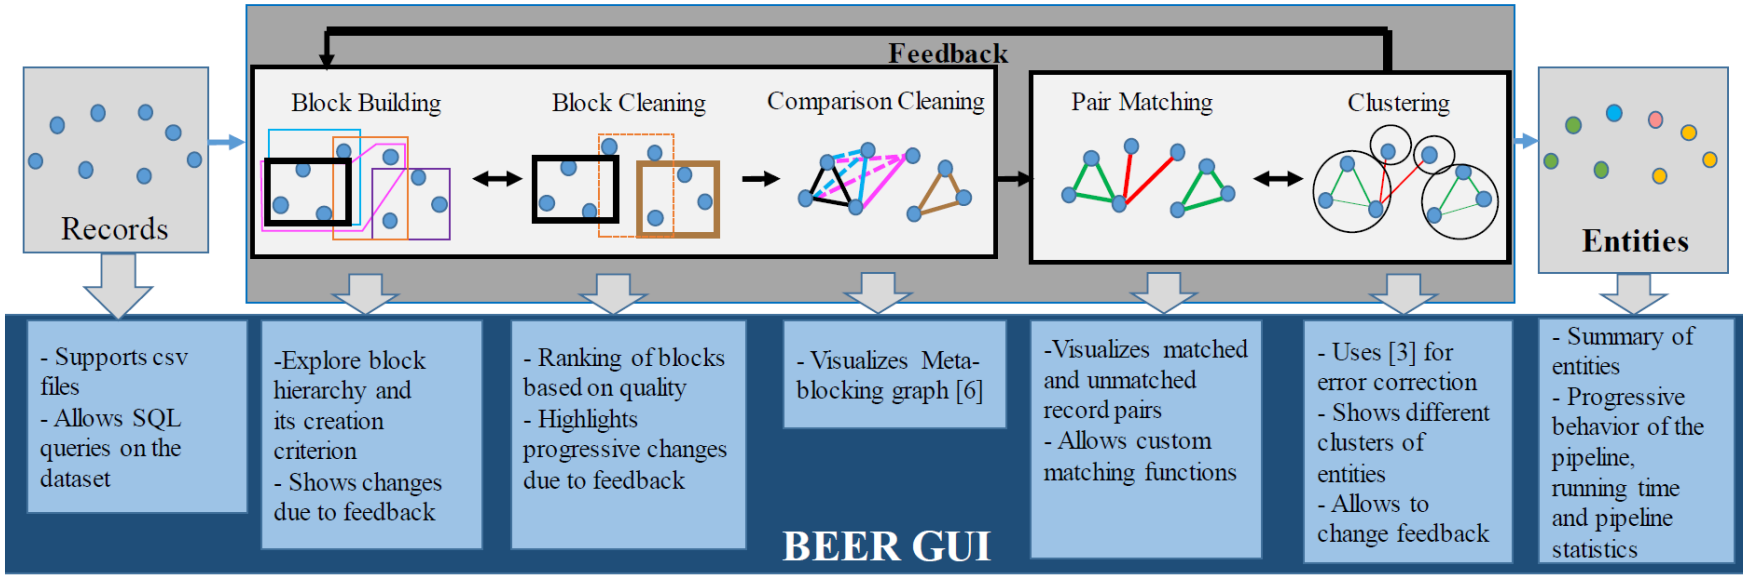 Feedback
Block Building
Block Cleaning
Comparison Cleaning
Pair Matching
Clustering
Records
Entities
- Supports csv
files
- Allows SQL
queries on the
dataset
-Explore block
hierarchy and
its creation
criterion
- Shows changes
due to feedback
- Ranking of blocks
based on quality
- Highlights
progressive changes
due to feedback
- Visualizes Meta-
blocking graph [6]
-Visualizes matched
and unmatched
record pairs
- Allows custom
matching functions
- Uses [3] for
error correction
- Shows different
clusters of
entities
- Allows to
change feedback
- Summary of
entities
- Progressive
behavior of the
pipeline,
running time
and pipeline
statistics
BEER GUI